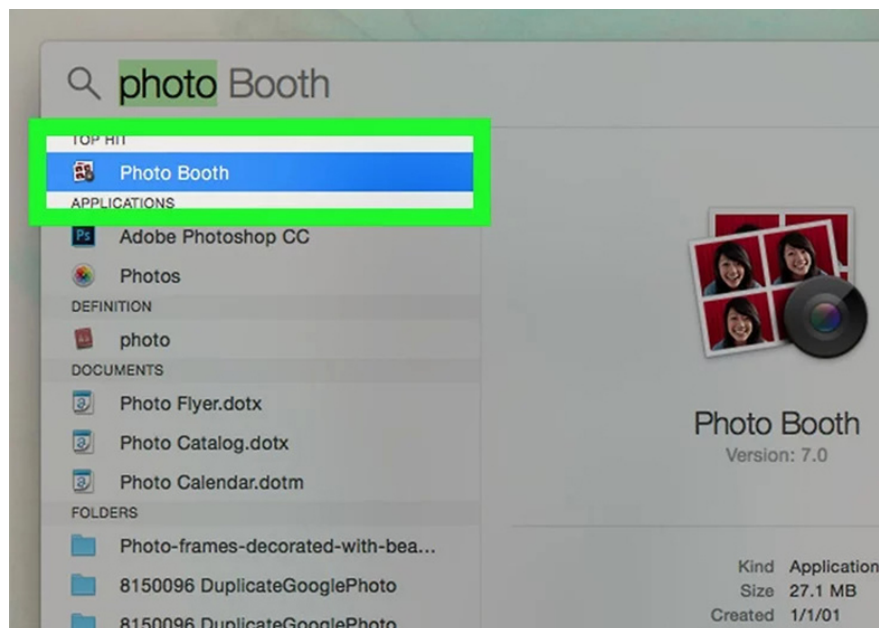 photo Booth
TOP HIT
Photo Booth
APPLICATIONS
Ps Adobe Photoshop CC
Photos
DEFINITION
photo
DOCUMENTS
Photo Flyer.dotx
Photo Catalog.dotx
Photo Calendar.dotm
FOLDERS
Photo-frames-decorated-with-bea...
8150096 DuplicateGooglePhoto
8150096 DuplicateGooglePhoto
Photo Booth
Version: 7.0
Kind Application
Size 27.1 MB
Created 1/1/01